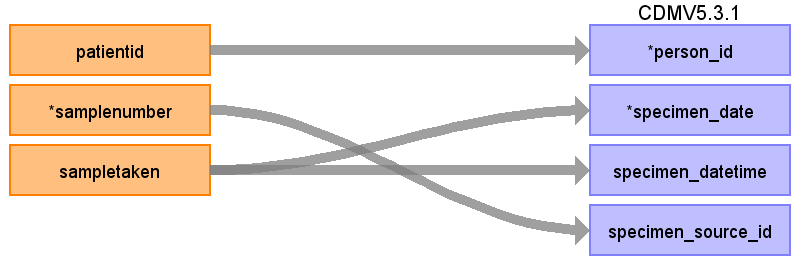 CDMV5.3.1
patientid
*person_id
*samplenumber
*specimen_date
sampletaken
specimen_datetime
specimen_source_id